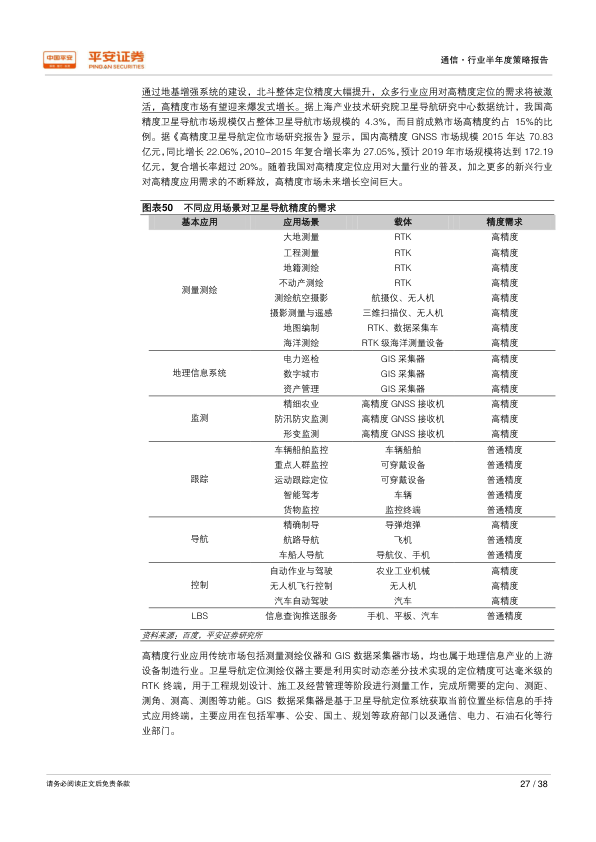 中国平安
平安证券
PINGAN SECURITIES
通信·行业半年度策略报告
通过地基增强系统的建设，北斗整体定位精度大幅提升，众多行业应用对高精度定位的需求将被激
活，高精度市场有望迎来爆发式增长。据上海产业技术研究院卫星导航研究中心数据统计，我国高
精度卫星导航市场规模仅占整体卫星导航市场规模的 4.3%，而目前成熟市场高精度约占 15%的比
例。据《高精度卫星导航定位市场研究报告》显示，国内高精度 GNSS 市场规模 2015 年达 70.83
亿元，同比增长 22.06%，2010-2015 年复合增长率为 27.05%，预计 2019 年市场规模将达到 172.19
亿元，复合增长率超过 20%。随着我国对高精度定位应用对大量行业的普及，加之更多的新兴行业
对高精度应用需求的不断释放，高精度市场未来增长空间巨大。
图表50 不同应用场景对卫星导航精度的需求
基本应用 应用场景 载体 精度需求
大地测量 RTK 高精度
工程测量 RTK 高精度
地籍测绘 RTK 高精度
不动产测绘 RTK 高精度
测量测绘
测绘航空摄影 航摄仪、无人机 高精度
摄影测量与遥感 三维扫描仪、无人机 高精度
地图编制 RTK、数据采集车 高精度
海洋测绘 RTK 级海洋测量设备 高精度
电力巡检 GIS 采集器 高精度
地理信息系统 数字城市 GIS 采集器 高精度
资产管理 GIS 采集器 高精度
精细农业 高精度 GNSS 接收机 高精度
监测 防汛防灾监测 高精度 GNSS 接收机 高精度
形变监测 高精度 GNSS 接收机 高精度
车辆船舶监控 车辆船舶 普通精度
重点人群监控 可穿戴设备 普通精度
跟踪 运动跟踪定位 可穿戴设备 普通精度
智能驾考 车辆 普通精度
货物监控 监控终端 普通精度
精确制导 导弹炮弹 高精度
导航 航路导航 飞机 普通精度
车船人导航 导航仪、手机 普通精度
自动作业与驾驶 农业工业机械 高精度
控制 无人机飞行控制 无人机 高精度
汽车自动驾驶 汽车 高精度
LBS 信息查询推送服务 手机、平板、汽车 普通精度
资料来源：百度，平安证券研究所
高精度行业应用传统市场包括测量测绘仪器和 GIS 数据采集器市场，均也属于地理信息产业的上游
设备制造行业。卫星导航定位测绘仪器主要是利用实时动态差分技术实现的定位精度可达毫米级的
RTK 终端，用于工程规划设计、施工及经营管理等阶段进行测量工作，完成所需要的定向、测距、
测角、测高、测图等功能。GIS 数据采集器是基于卫星导航定位系统获取当前位置坐标信息的手持
式应用终端，主要应用在包括军事、公安、国土、规划等政府部门以及通信、电力、石油石化等行
业部门。
请务必阅读正文后免责条款
27 / 38